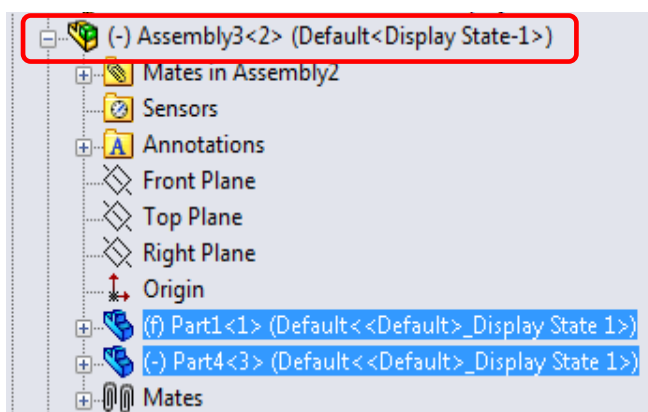 (-) Assembly3<2> (Default<Display State-1>)
Mates in Assembly2
Sensors
Annotations
Front Plane
Top Plane
Right Plane
Origin
(f) Part1<1> (Default<<Default>_Display State 1>)
(-) Part4<3> (Default<<Default>_Display State 1>)
Mates